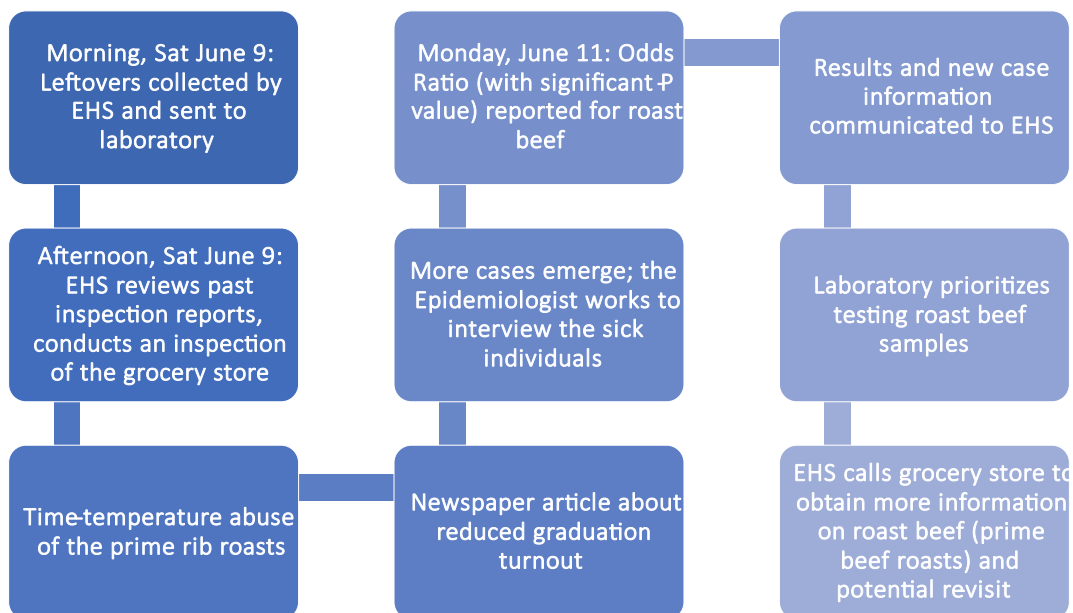 Morning, Sat June 9:
Leftovers collected by
EHS and sent to
laboratory
Afternoon, Sat June 9:
EHS reviews past
inspection reports,
conducts an inspection
of the grocery store
Time-temperature abuse
of the prime rib roasts
Newspaper article about
reduced graduation
turnout
More cases emerge; the
Epidemiologist works to
interview the sick
individuals
Monday, June 11: Odds
Ratio (with significant P-
value) reported for roast
beef
Results and new case
information
communicated to EHS
Laboratory prioritizes
testing roast beef
samples
EHS calls grocery store to
obtain more information
on roast beef (prime
beef roasts) and
potential revisit